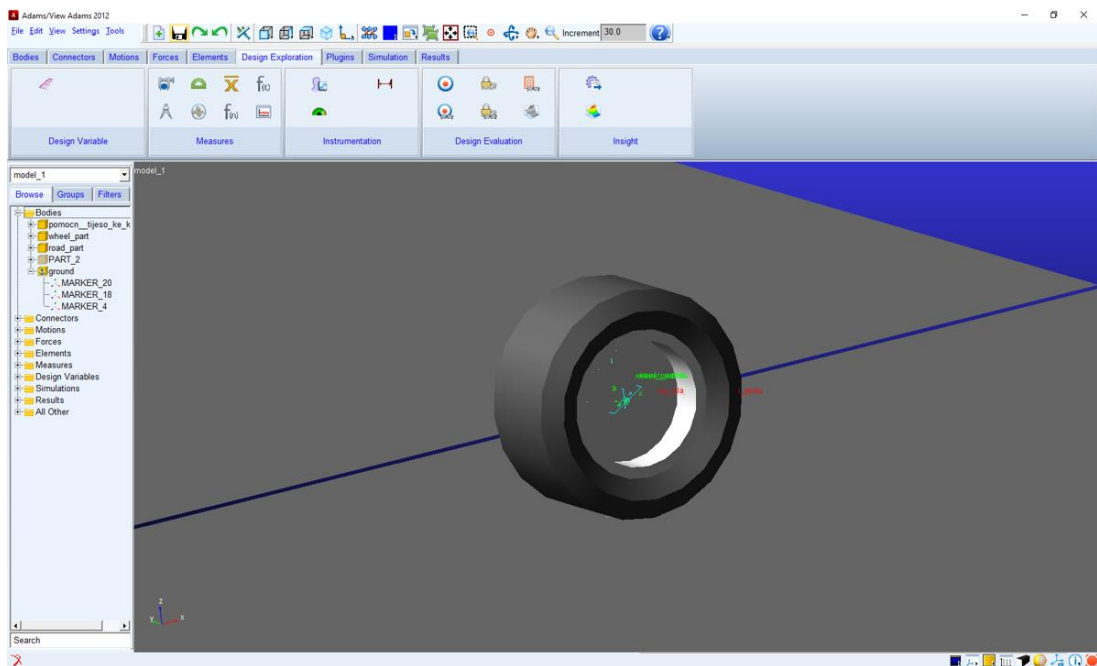 Adams/View Adams 2012
File Edit View Settings Tools
Increment 30.0
Bodies Connectors Motions Forces Elements Design Exploration Plugins Simulation Results
Design Variable Measures Instrumentation Design Evaluation Insight
model_1
model_1
Browse Groups Filters
Bodies
pomocn__tijeso_ke_k
wheel_part
road_part
PART_2
ground
MARKER_20
MARKER_18
MARKER_4
Connectors
Motions
Forces
Elements
Measures
Design Variables
Simulations
Results
All Other
Z
Y X
Search